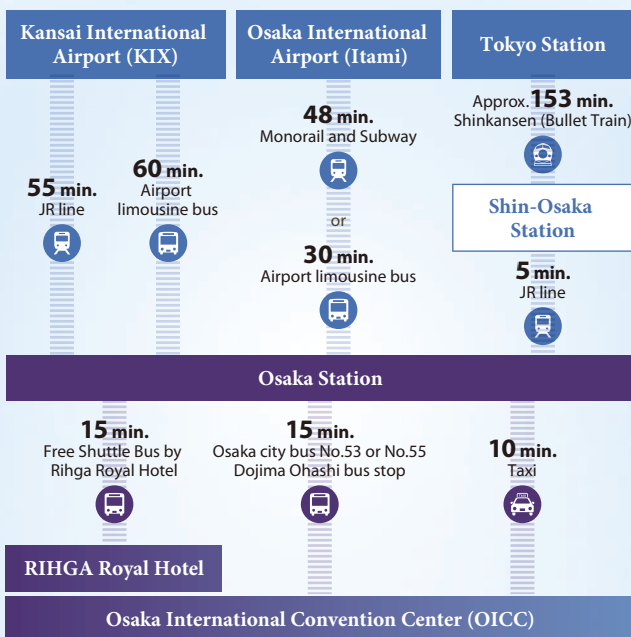 Kansai International
Airport (KIX)
Osaka International
Airport (Itami)
Tokyo Station
55 min.
JR line
60 min.
Airport
limousine bus
48 min.
Monorail and Subway
or
30 min.
Airport limousine bus
Approx. 153 min.
Shinkansen (Bullet Train)
Shin-Osaka
Station
5 min.
JR line
Osaka Station
15 min.
Free Shuttle Bus by
Rihga Royal Hotel
15 min.
Osaka city bus No.53 or No.55
Dojima Ohashi bus stop
10 min.
Taxi
RIHGA Royal Hotel
Osaka International Convention Center (OICC)